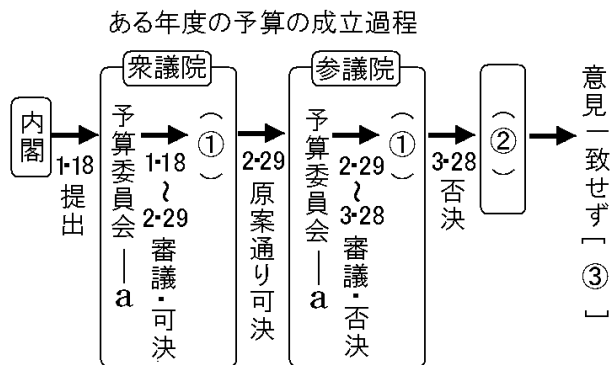 ある年度の予算の成立過程
内閣
1·18
提出
衆議院
予算委員会―a
1·18
~
2·29
審議・可決
(①)
2·29
原案通り可決
参議院
予算委員会―a
2·29
~
3·28
審議・否決
(①)
3·28
否決
(②)
意見一致せず[③]